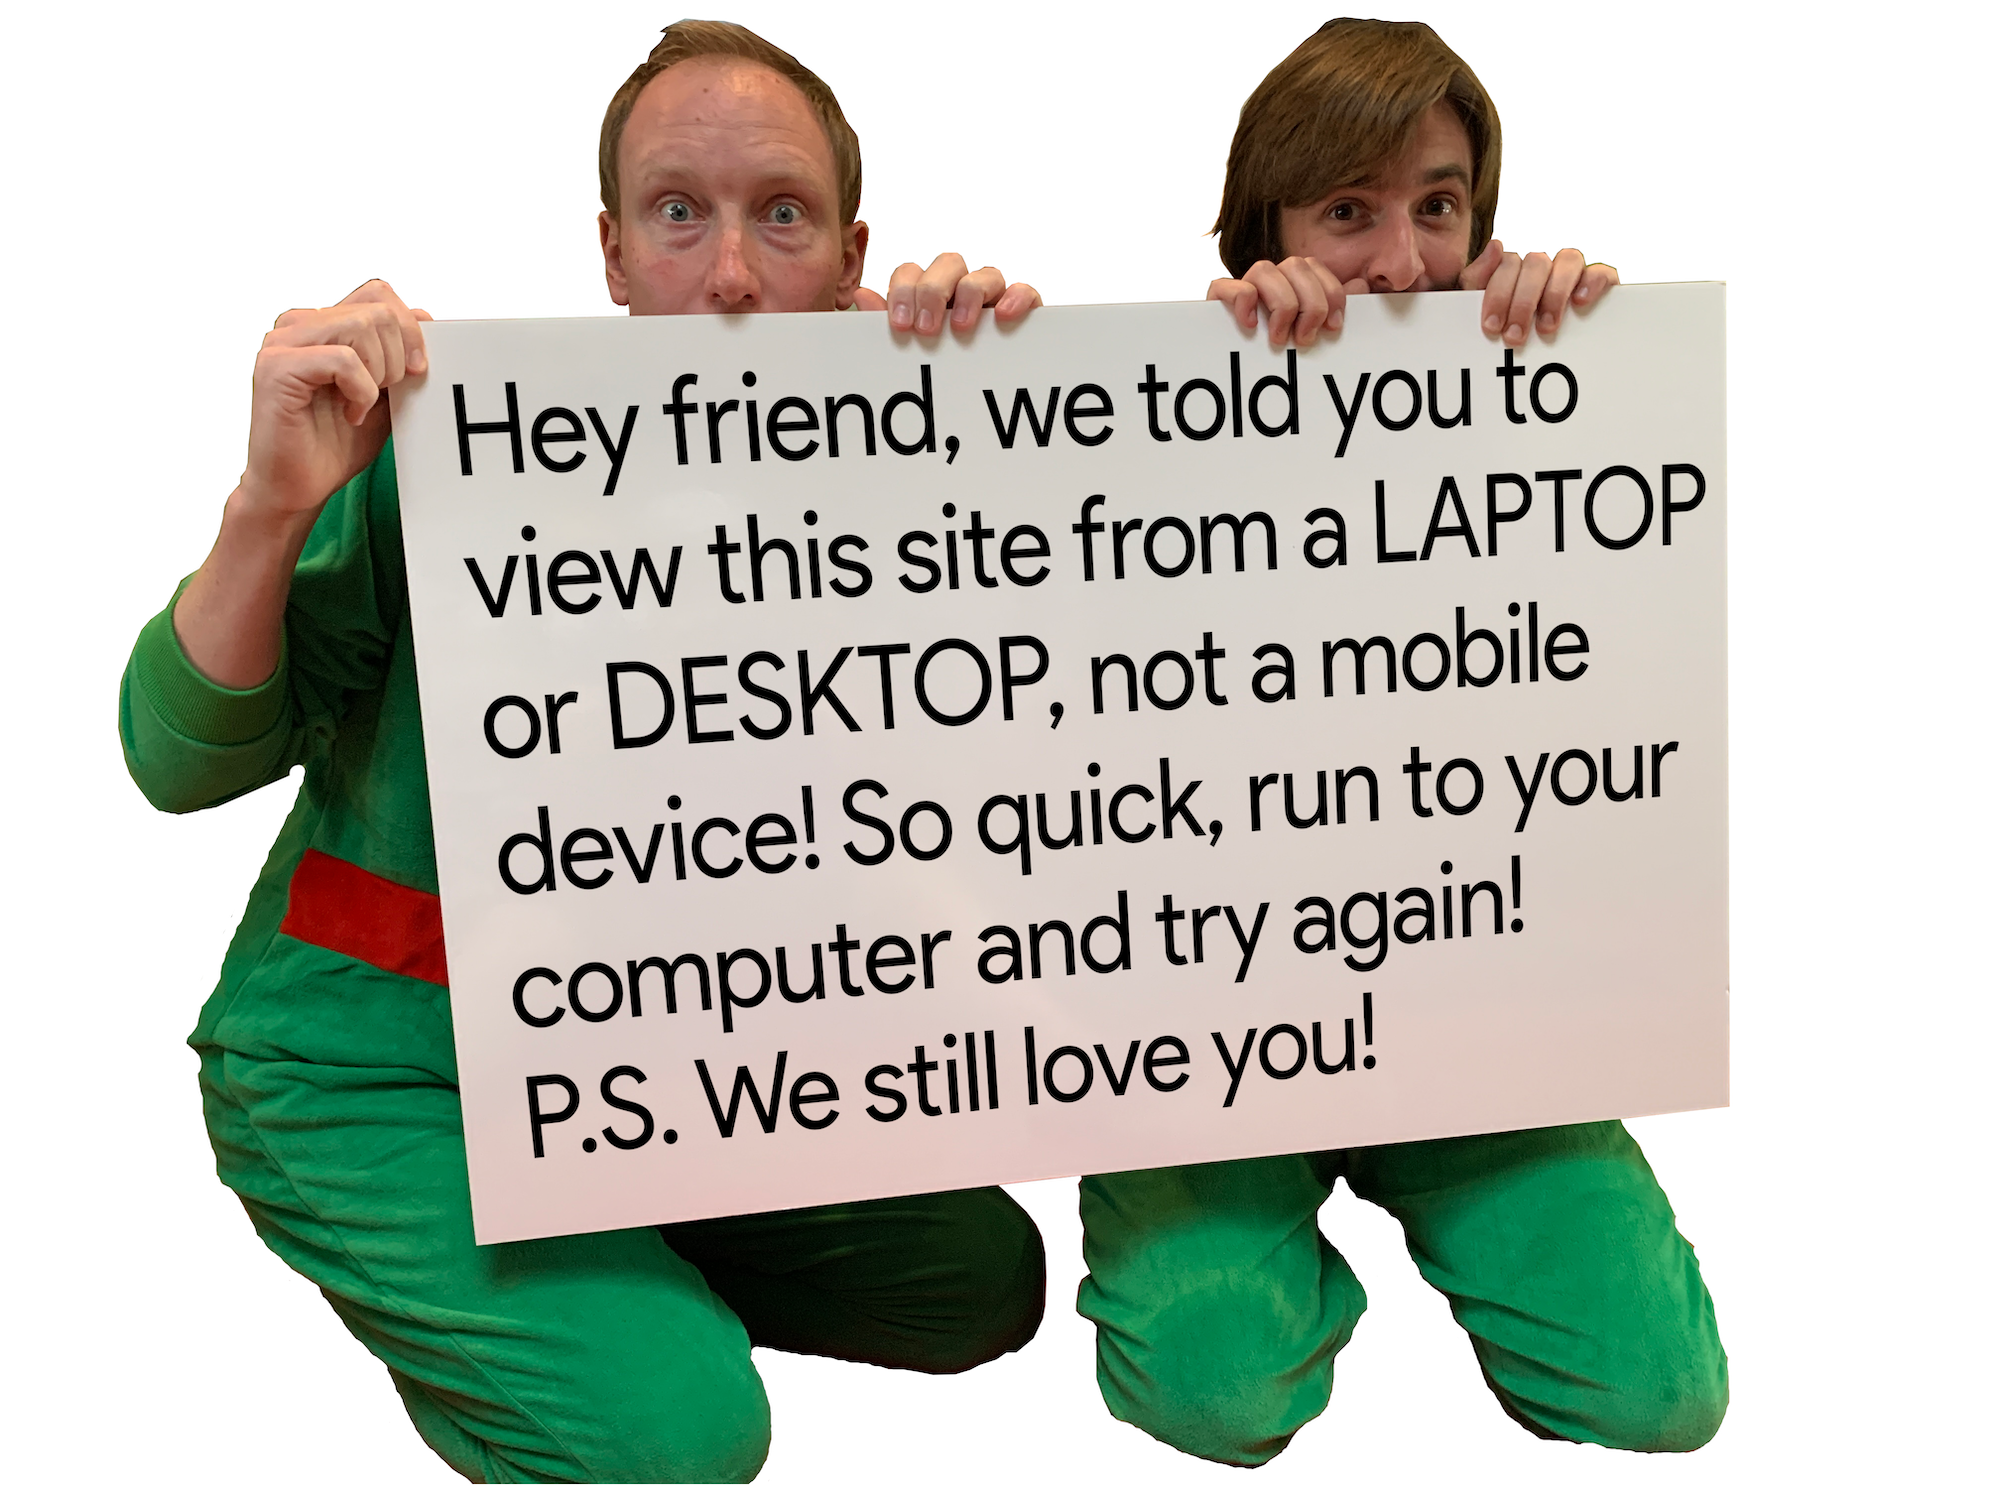 Hey friend, we told you to
view this site from a LAPTOP
or DESKTOP, not a mobile
device! So quick, run to your
computer and try again!
P.S. We still love you!